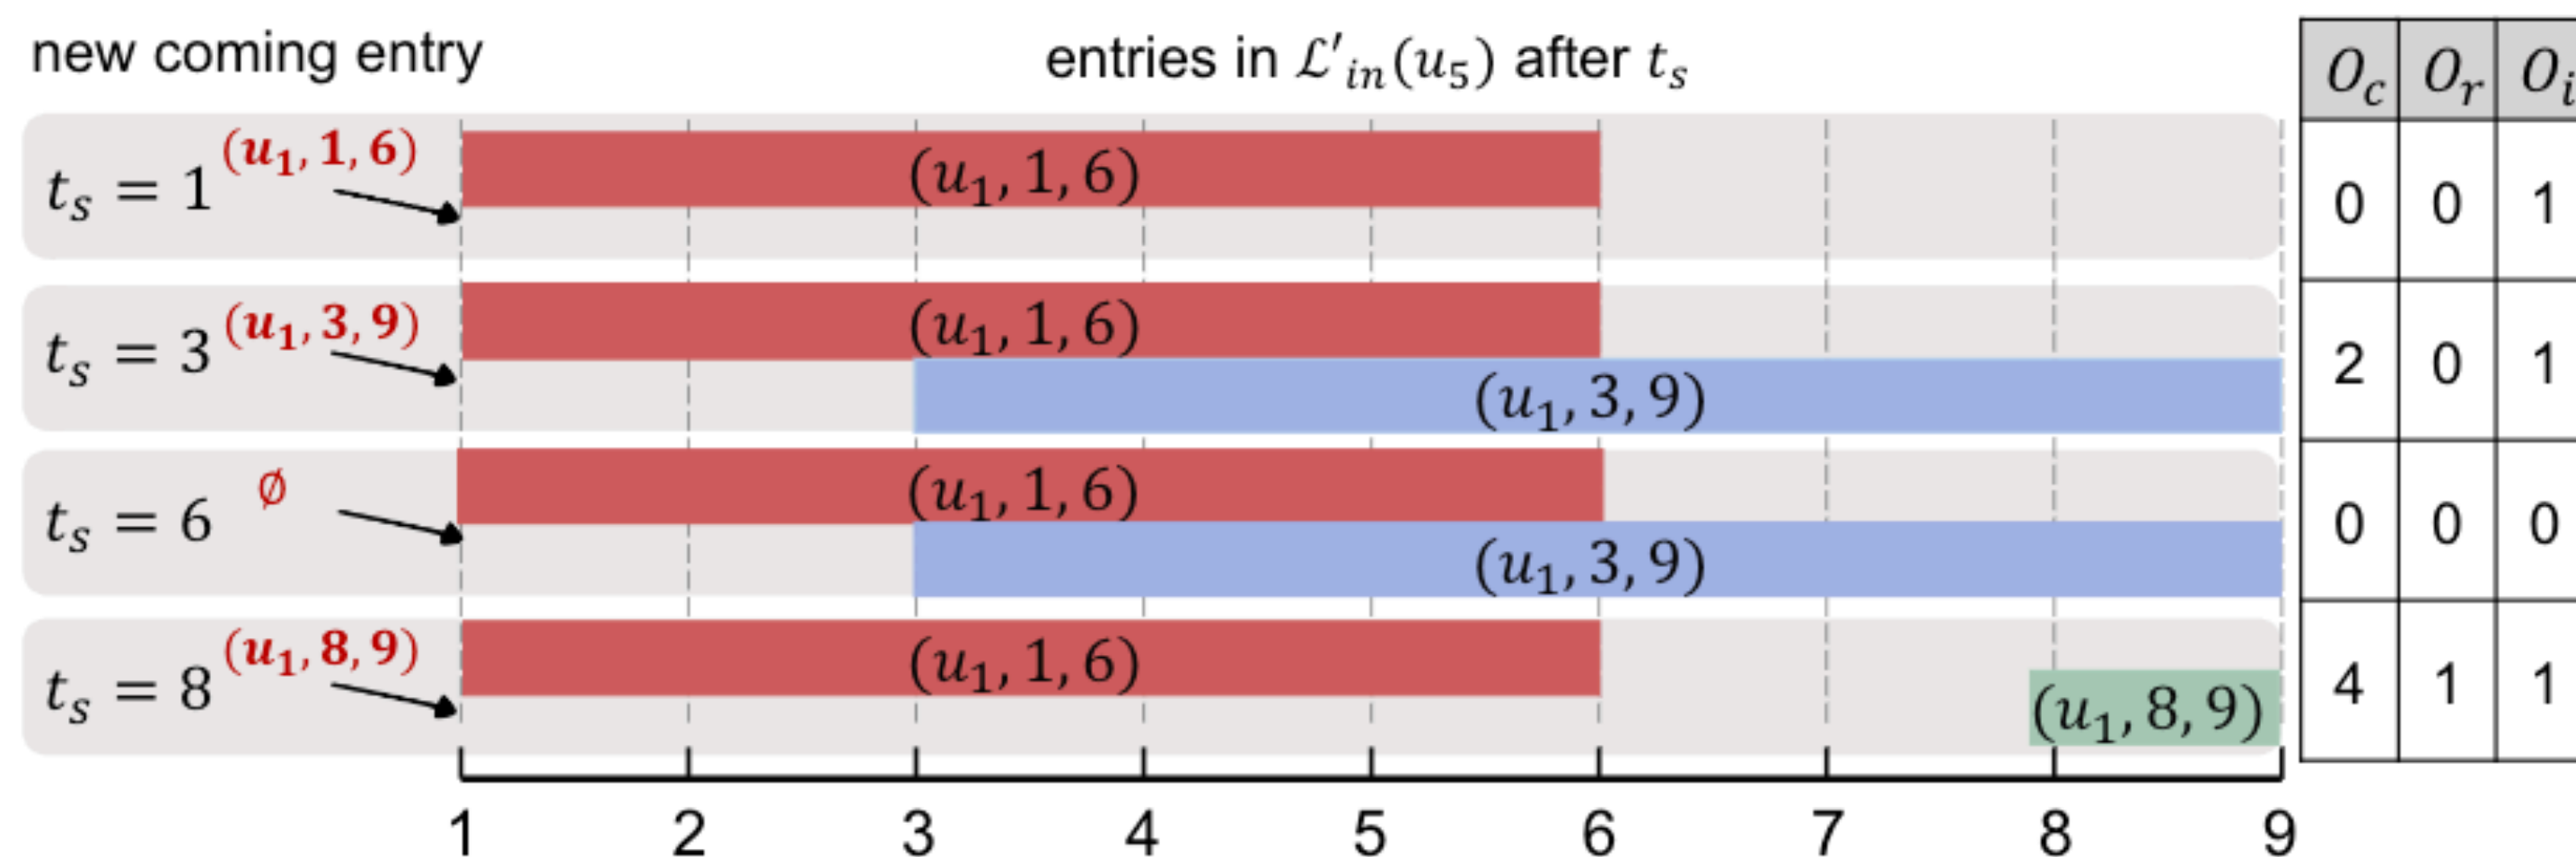 new coming entry entries in ℒ′ᵢₙ(u₅) after tₛ O_c O_r O_i
tₛ = 1 (u₁, 1, 6) (u₁, 1, 6) 0 0 1
tₛ = 3 (u₁, 3, 9) (u₁, 1, 6) 2 0 1
(u₁, 3, 9)
tₛ = 6 ∅ (u₁, 1, 6) 0 0 0
(u₁, 3, 9)
tₛ = 8 (u₁, 8, 9) (u₁, 1, 6) 4 1 1
(u₁, 8, 9)
1 2 3 4 5 6 7 8 9